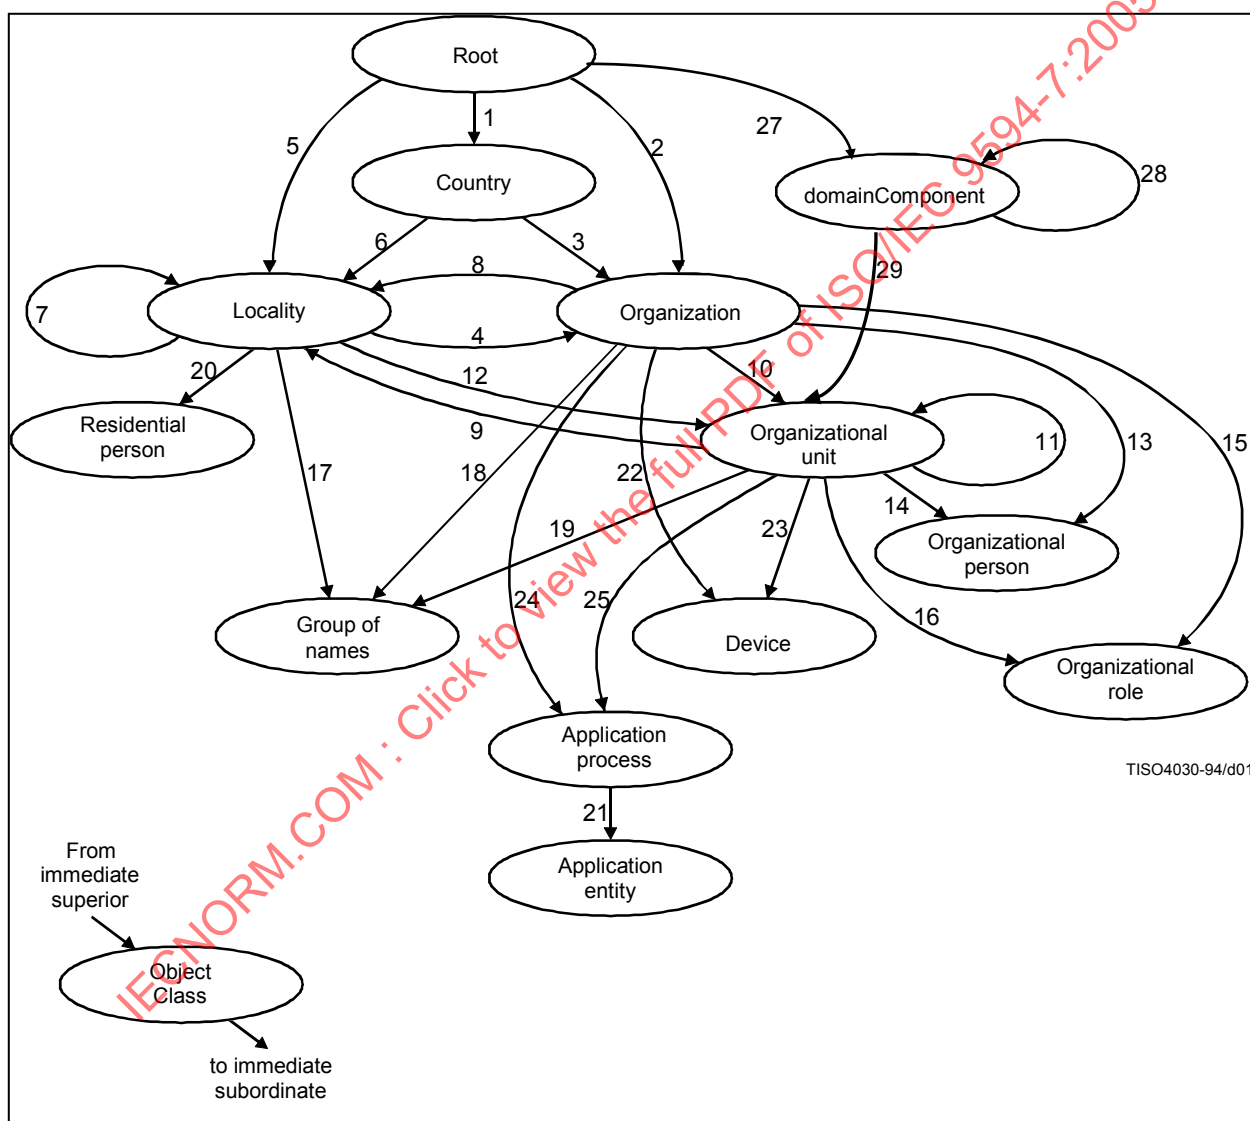 Root
1
5
2
27
Country
domainComponent
28
6
3
8
29
7
Locality
Organization
4
20
12
10
Residential
person
9
Organizational
unit
11
13
15
17
18
22
14
19
23
Organizational
person
24
25
16
Group of
names
Device
Organizational
role
Application
process
TISO4030-94/d01
21
From
immediate
superior
Application
entity
Object
Class
to immediate
subordinate
IECNORM.COM : Click to view the full PDF of ISO/IEC 9594-7:2005